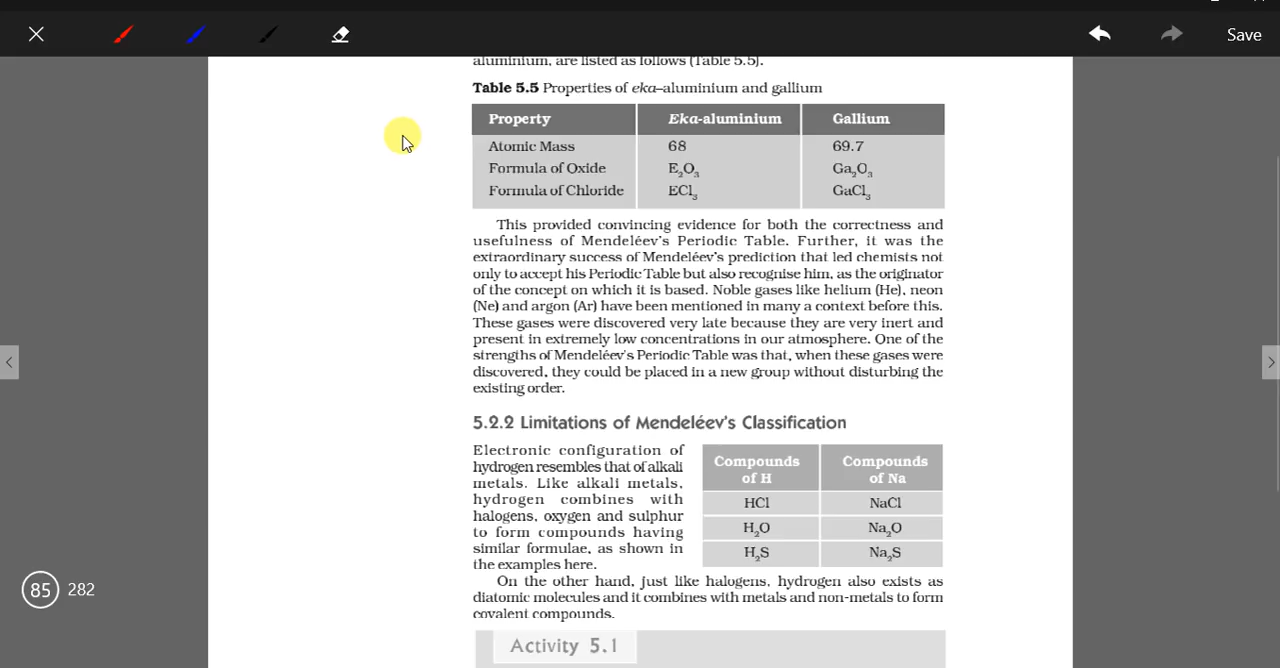 Save
aluminium, are listed as follows (Table 5.5).
Table 5.5 Properties of eka–aluminium and gallium
Property Eka-aluminium Gallium
Atomic Mass 68 69.7
Formula of Oxide E₂O₃ Ga₂O₃
Formula of Chloride ECl₃ GaCl₃
This provided convincing evidence for both the correctness and
usefulness of Mendeléev's Periodic Table. Further, it was the
extraordinary success of Mendeléev's prediction that led chemists not
only to accept his Periodic Table but also recognise him, as the originator
of the concept on which it is based. Noble gases like helium (He), neon
(Ne) and argon (Ar) have been mentioned in many a context before this.
These gases were discovered very late because they are very inert and
present in extremely low concentrations in our atmosphere. One of the
strengths of Mendeléev's Periodic Table was that, when these gases were
discovered, they could be placed in a new group without disturbing the
existing order.
5.2.2 Limitations of Mendeléev's Classification
Electronic configuration of
hydrogen resembles that of alkali
metals. Like alkali metals,
hydrogen combines with
halogens, oxygen and sulphur
to form compounds having
similar formulae, as shown in
the examples here.
Compounds of H Compounds of Na
HCl NaCl
H₂O Na₂O
H₂S Na₂S
On the other hand, just like halogens, hydrogen also exists as
diatomic molecules and it combines with metals and non-metals to form
covalent compounds.
Activity 5.1
85 282